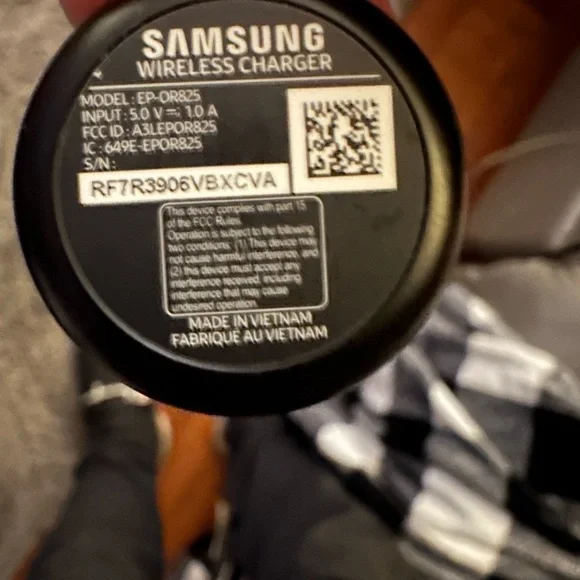 SAMSUNG
WIRELESS CHARGER
MODEL : EP-OR825
INPUT : 5.0 V ⎓; 1.0 A
FCC ID : A3LEPOR825
IC : 649E-EPOR825
S/N :
RF7R3906VBXCVA
This device complies with part 15
of the FCC Rules.
Operation is subject to the following
two conditions: (1) This device may
not cause harmful interference, and
(2) this device must accept any
interference received, including
interference that may cause
undesired operation.
MADE IN VIETNAM
FABRIQUÉ AU VIETNAM